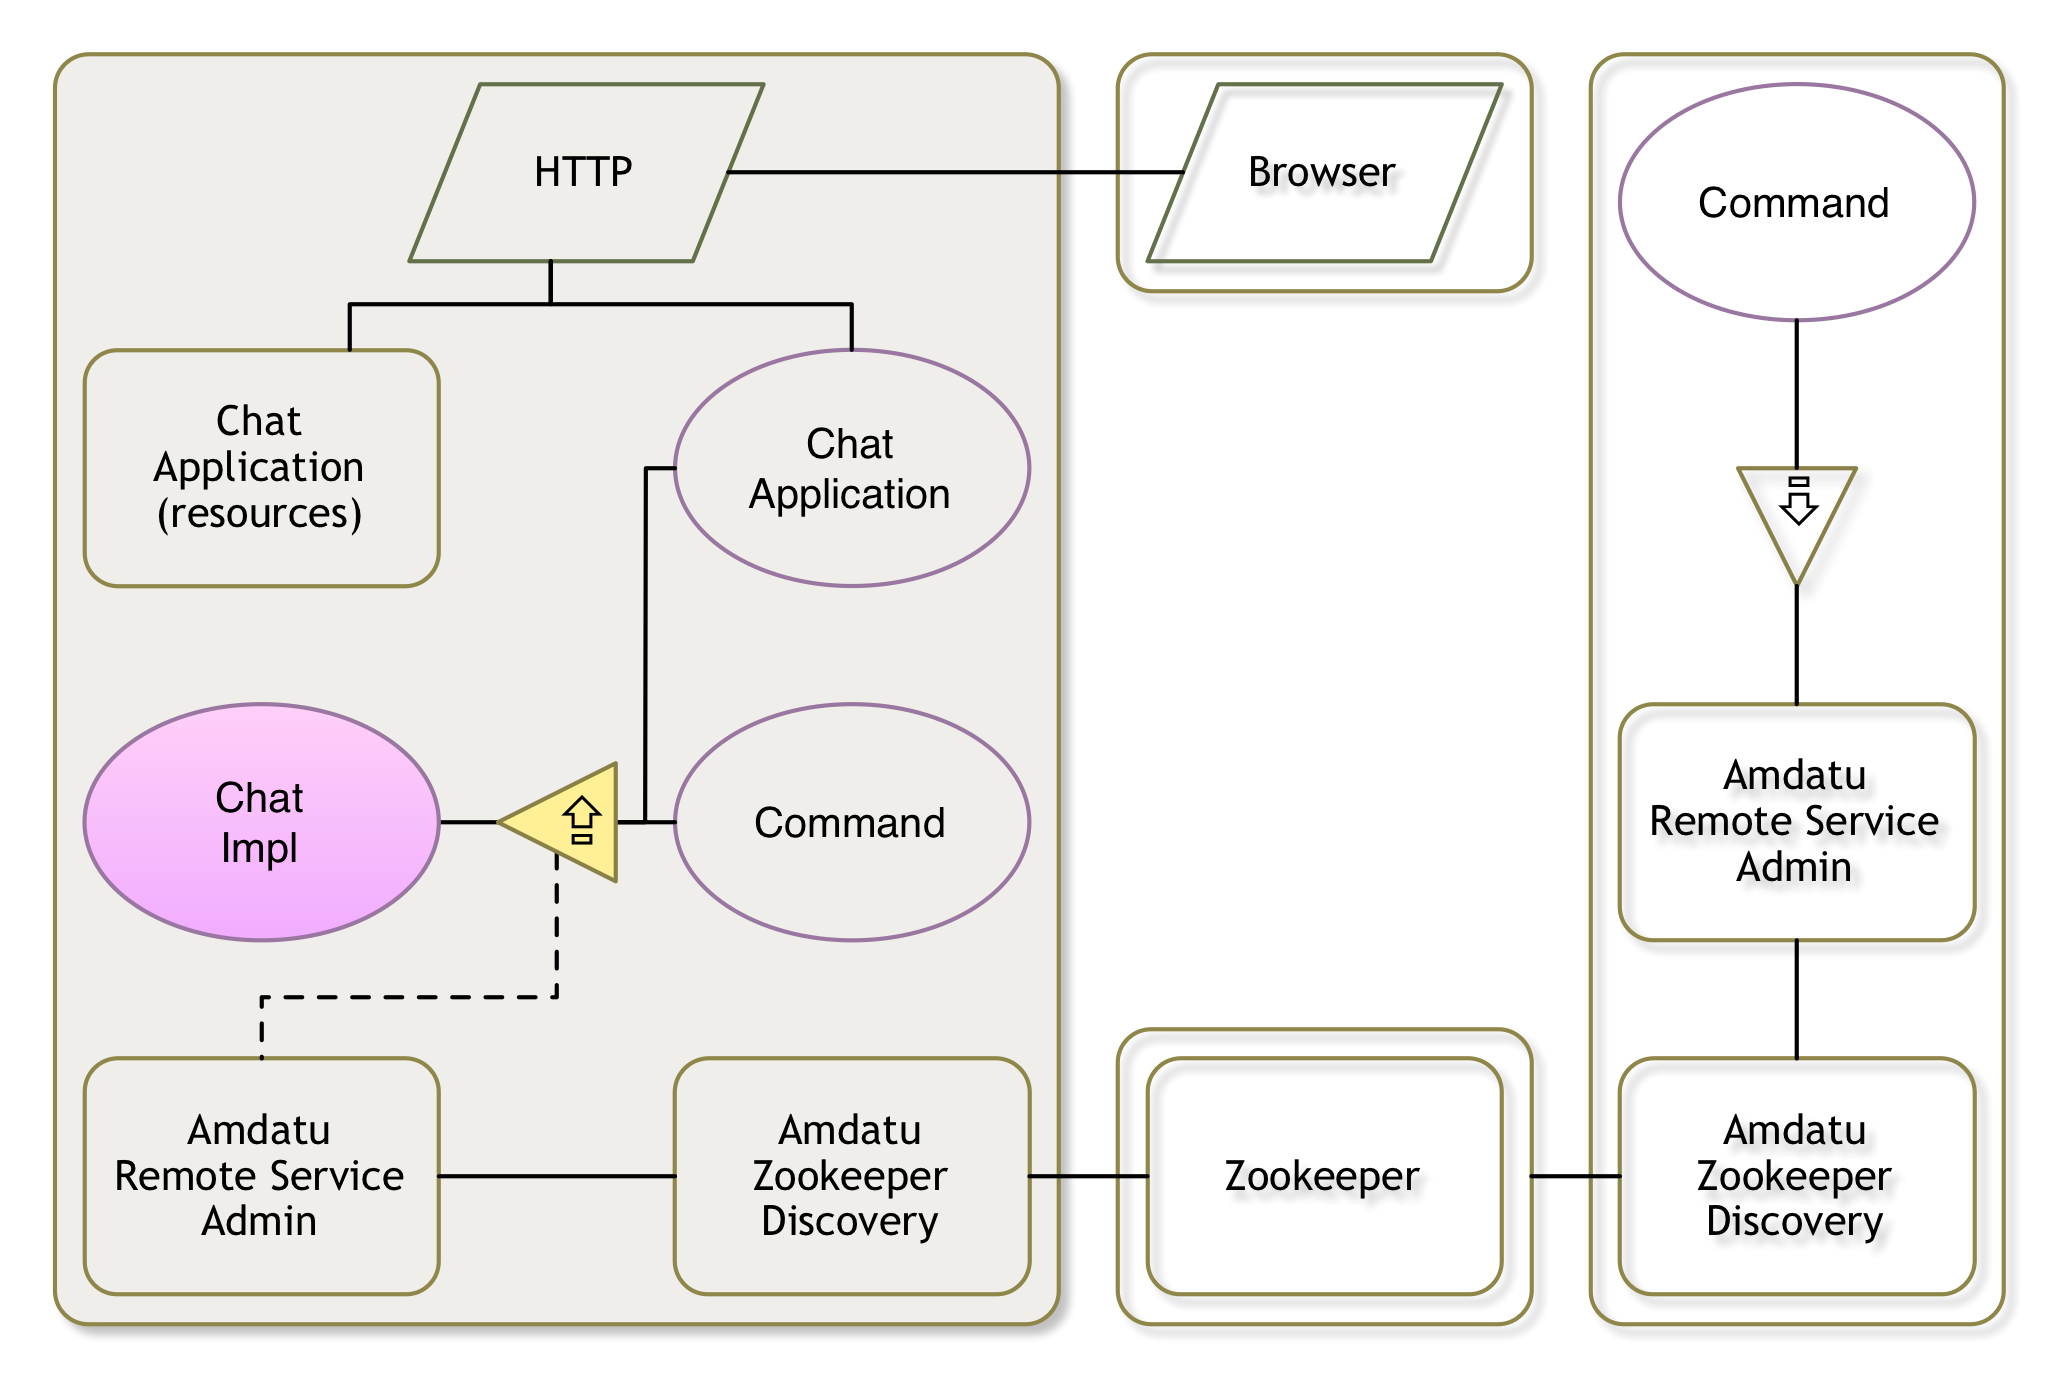 HTTP
Browser
Command
Chat
Application
(resources)
Chat
Application
Chat
Impl
Command
Amdatu
Remote Service
Admin
Amdatu
Remote Service
Admin
Amdatu
Zookeeper
Discovery
Zookeeper
Amdatu
Zookeeper
Discovery